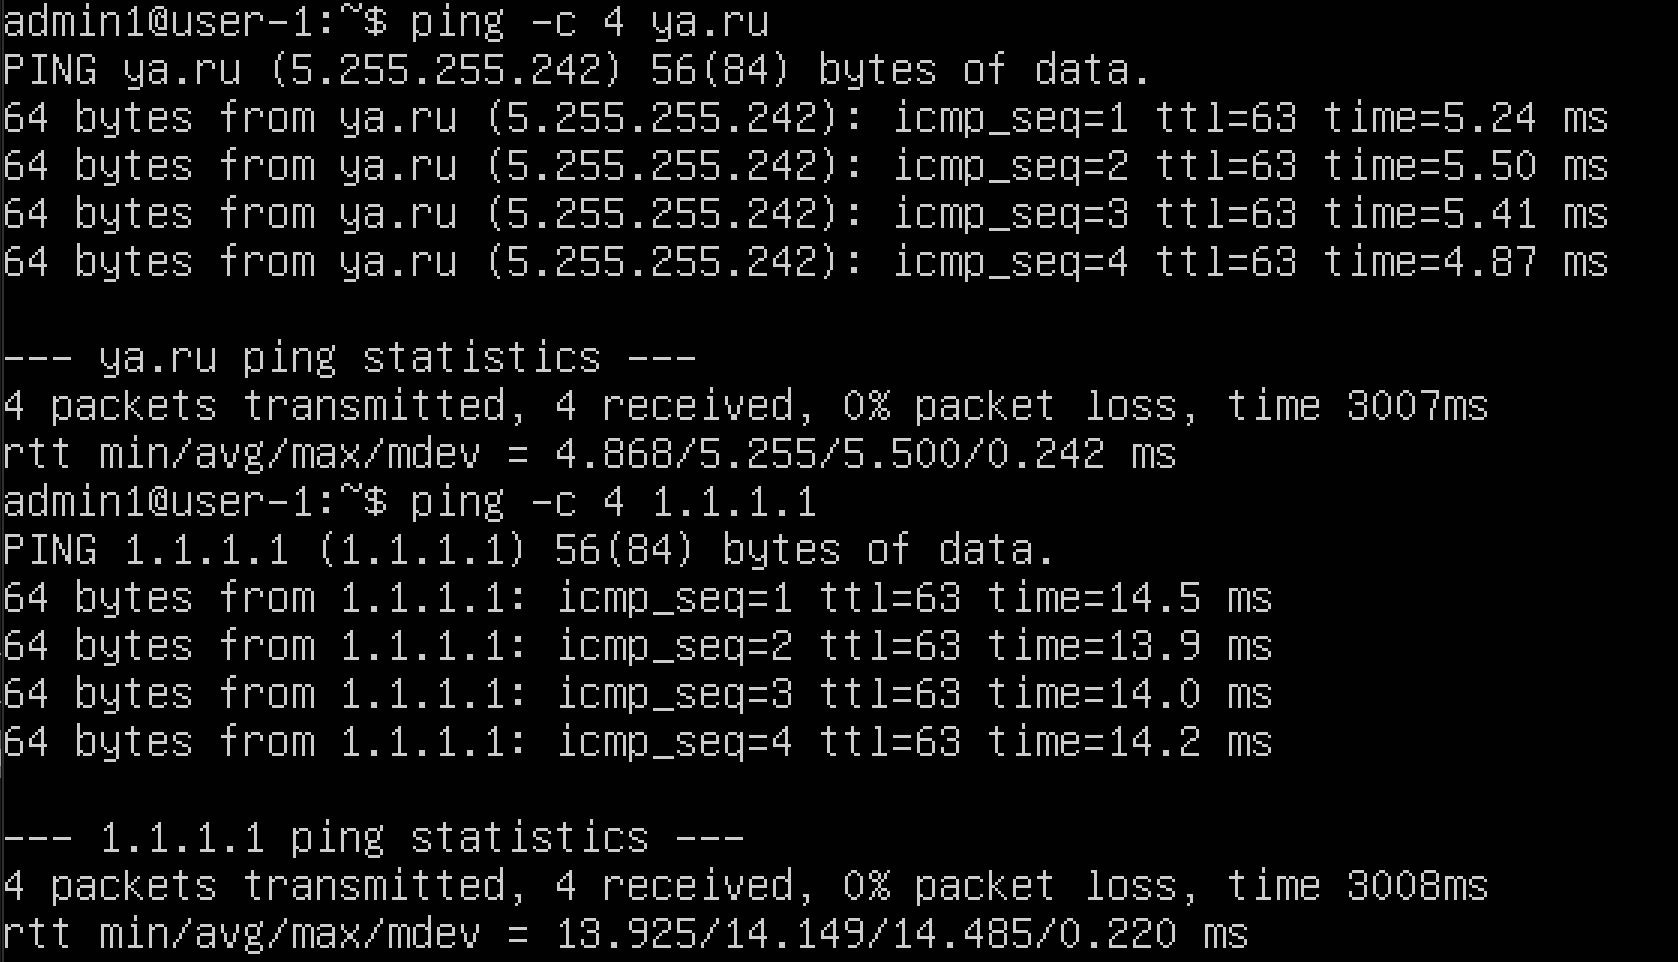 admin1@user-1:~$ ping -c 4 ya.ru
PING ya.ru (5.255.255.242) 56(84) bytes of data.
64 bytes from ya.ru (5.255.255.242): icmp_seq=1 ttl=63 time=5.24 ms
64 bytes from ya.ru (5.255.255.242): icmp_seq=2 ttl=63 time=5.50 ms
64 bytes from ya.ru (5.255.255.242): icmp_seq=3 ttl=63 time=5.41 ms
64 bytes from ya.ru (5.255.255.242): icmp_seq=4 ttl=63 time=4.87 ms
--- ya.ru ping statistics ---
4 packets transmitted, 4 received, 0% packet loss, time 3007ms
rtt min/avg/max/mdev = 4.868/5.255/5.500/0.242 ms
admin1@user-1:~$ ping -c 4 1.1.1.1
PING 1.1.1.1 (1.1.1.1) 56(84) bytes of data.
64 bytes from 1.1.1.1: icmp_seq=1 ttl=63 time=14.5 ms
64 bytes from 1.1.1.1: icmp_seq=2 ttl=63 time=13.9 ms
64 bytes from 1.1.1.1: icmp_seq=3 ttl=63 time=14.0 ms
64 bytes from 1.1.1.1: icmp_seq=4 ttl=63 time=14.2 ms
--- 1.1.1.1 ping statistics ---
4 packets transmitted, 4 received, 0% packet loss, time 3008ms
rtt min/avg/max/mdev = 13.925/14.149/14.485/0.220 ms